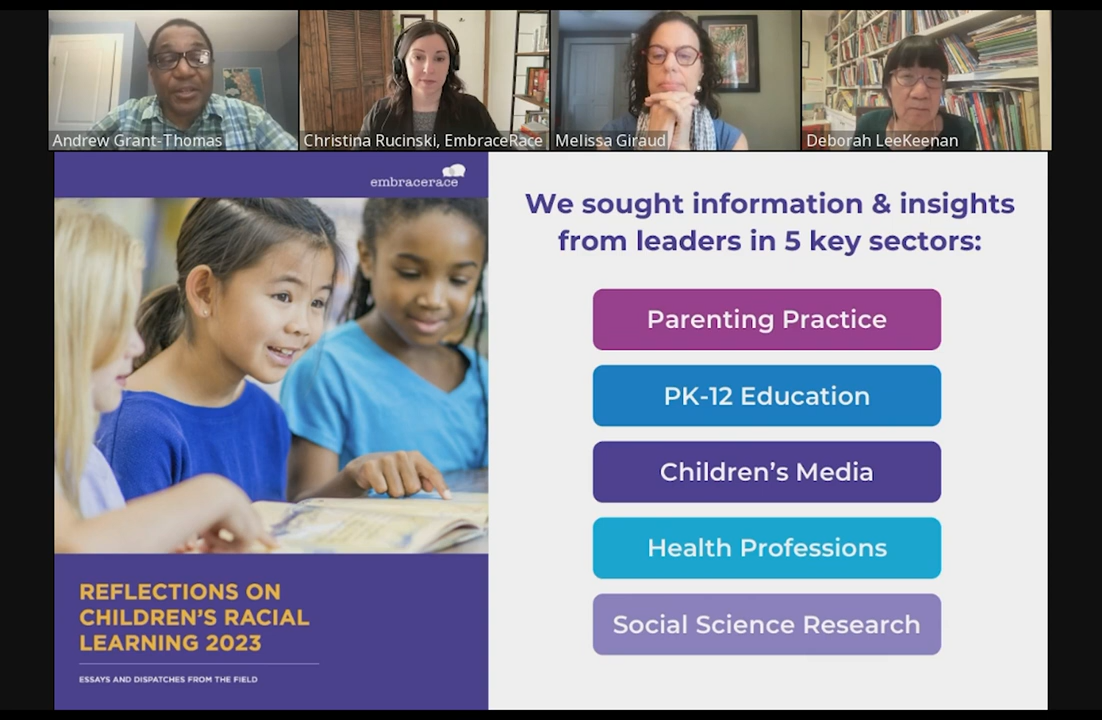 Andrew Grant-Thomas
Christina Rucinski, EmbraceRace
Melissa Giraud
Deborah LeeKeenan
embracerace
REFLECTIONS ON
CHILDREN'S RACIAL
LEARNING 2023
ESSAYS AND DISPATCHES FROM THE FIELD
We sought information & insights
from leaders in 5 key sectors:
Parenting Practice
PK-12 Education
Children's Media
Health Professions
Social Science Research